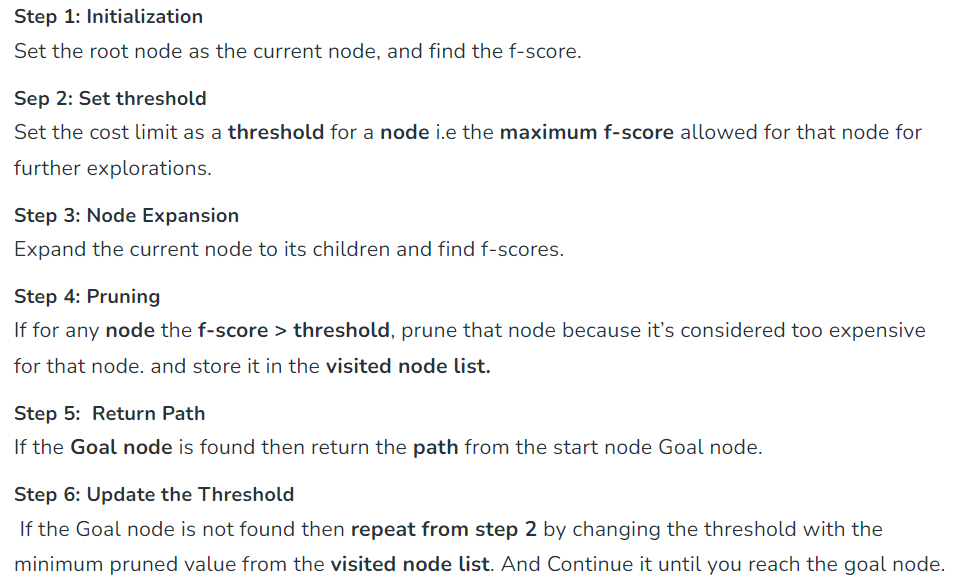 Step 1: Initialization
Set the root node as the current node, and find the f-score.
Sep 2: Set threshold
Set the cost limit as a threshold for a node i.e the maximum f-score allowed for that node for
further explorations.
Step 3: Node Expansion
Expand the current node to its children and find f-scores.
Step 4: Pruning
If for any node the f-score > threshold, prune that node because it’s considered too expensive
for that node. and store it in the visited node list.
Step 5:  Return Path
If the Goal node is found then return the path from the start node Goal node.
Step 6: Update the Threshold
If the Goal node is not found then repeat from step 2 by changing the threshold with the
minimum pruned value from the visited node list. And Continue it until you reach the goal node.